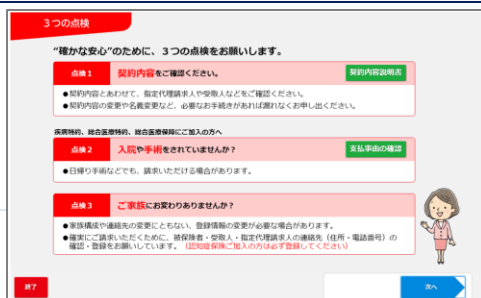 3つの点検
“確かな安心”のために、3つの点検をお願いします。
点検1 契約内容をご確認ください。 契約内容説明書
●契約内容とあわせて、指定代理請求人や受取人などをご確認ください。
●契約内容の変更や名義変更など、必要なお手続きがあれば漏れなくお申し出ください。
疾病特約、総合医療特約、総合医療保険にご加入の方へ
点検2 入院や手術をされていませんか? 支払事由の確認
●日帰り手術などでも、請求いただける場合があります。
点検3 ご家族にお変わりありませんか?
●家族構成や連絡先の変更にともない、登録情報の変更が必要な場合があります。
●確実にご請求いただくために、被保険者・受取人・指定代理請求人の連絡先(住所・電話番号)の
確認・登録をお願いしています。(認知症保険ご加入の方は必ず登録してください)
終了 次へ